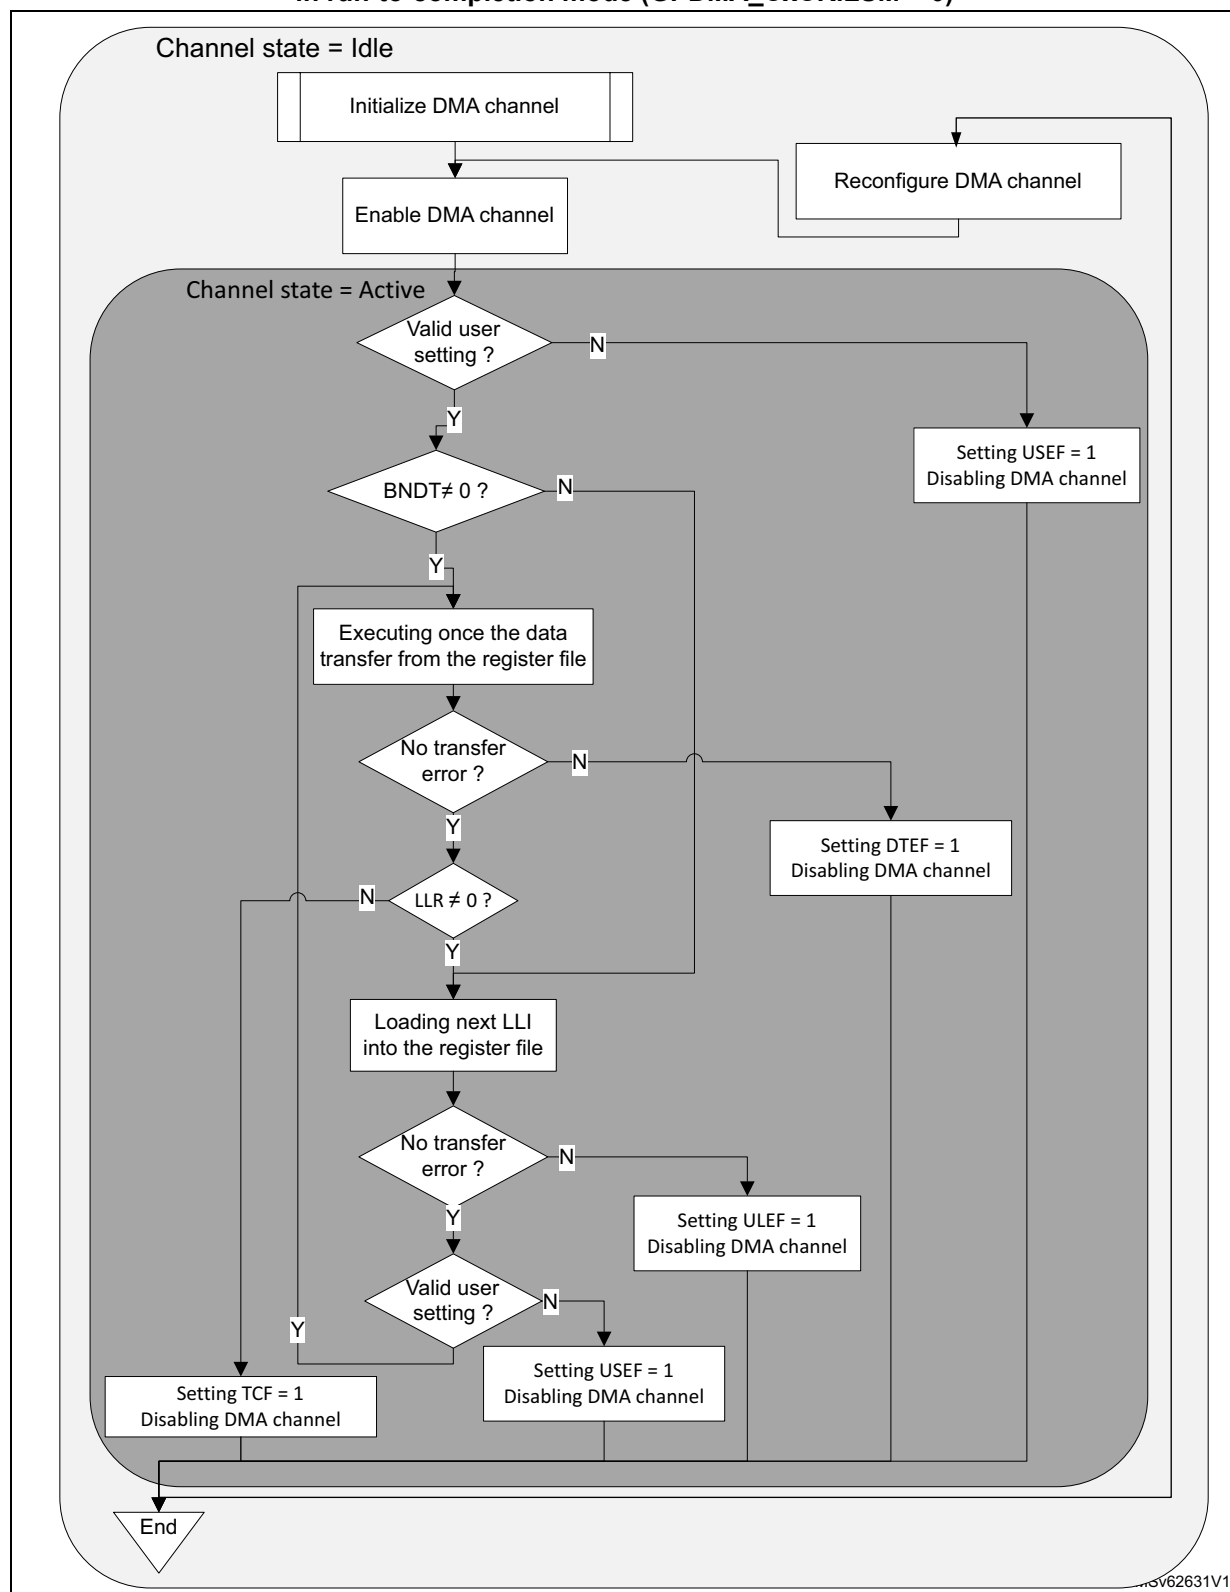 Channel state = Idle
Initialize DMA channel
Reconfigure DMA channel
Enable DMA channel
Channel state = Active
Valid user
setting ?
N
Y
Setting USEF = 1
Disabling DMA channel
BNDT≠ 0 ?
N
Y
Executing once the data
transfer from the register file
No transfer
error ?
N
Y
Setting DTEF = 1
Disabling DMA channel
LLR ≠ 0 ?
N
Y
Loading next LLI
into the register file
No transfer
error ?
N
Y
Setting ULEF = 1
Disabling DMA channel
Valid user
setting ?
N
Y
Setting USEF = 1
Disabling DMA channel
Setting TCF = 1
Disabling DMA channel
End